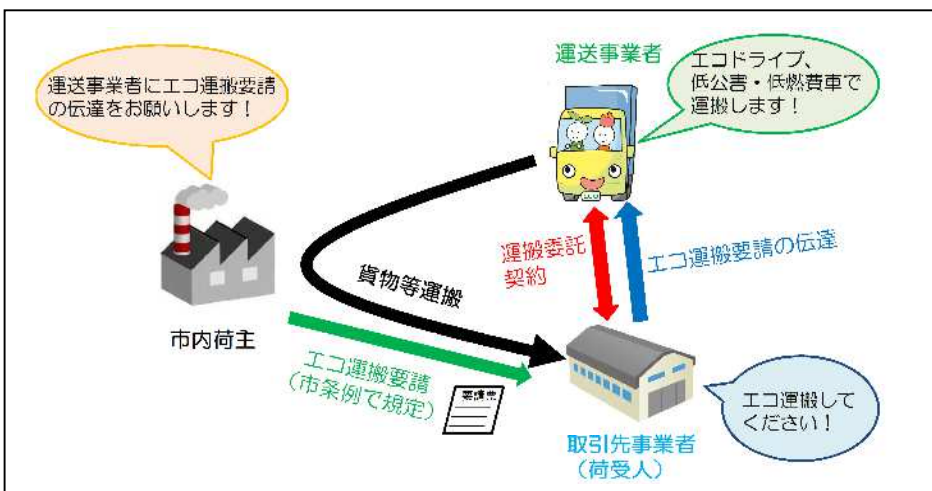 運送事業者にエコ運搬要請
の伝達をお願いします！
運送事業者
エコドライブ、
低公害・低燃費車で
運搬します！
ECO
運搬委託
契約
エコ運搬要請の伝達
貨物等運搬
市内荷主
エコ運搬要請
（市条例で規定）
要請書
エコ運搬して
ください！
取引先事業者
（荷受人）